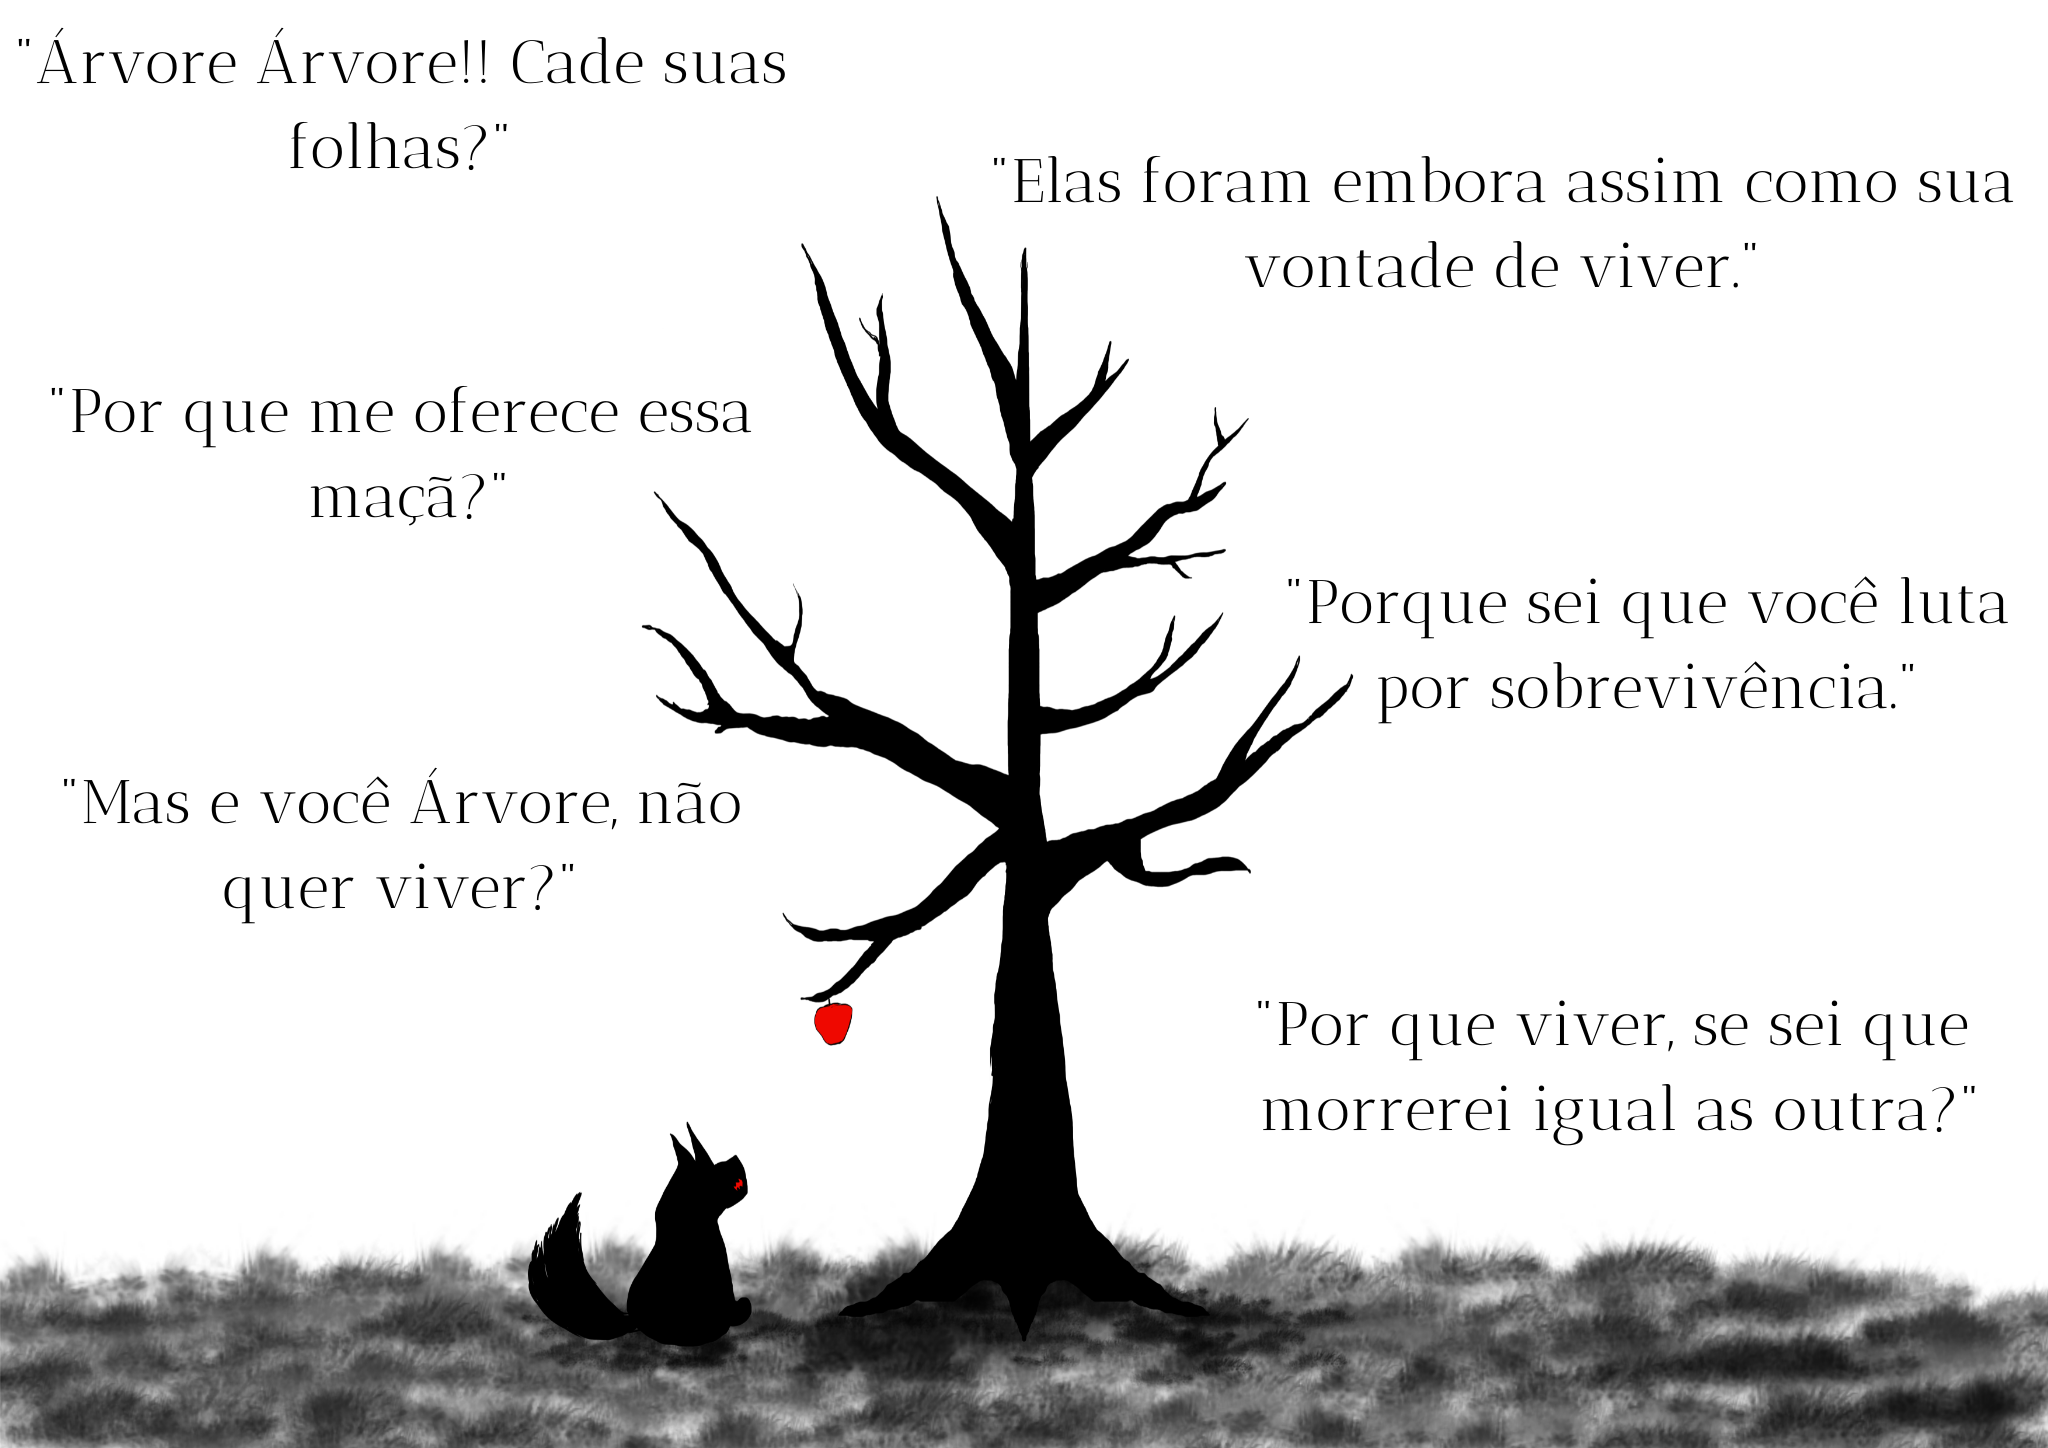 "Árvore Árvore!! Cade suas
folhas?"
"Elas foram embora assim como sua
vontade de viver."
"Por que me oferece essa
maçã?"
"Porque sei que você luta
por sobrevivência."
"Mas e você Árvore, não
quer viver?"
"Por que viver, se sei que
morrerei igual as outra?"